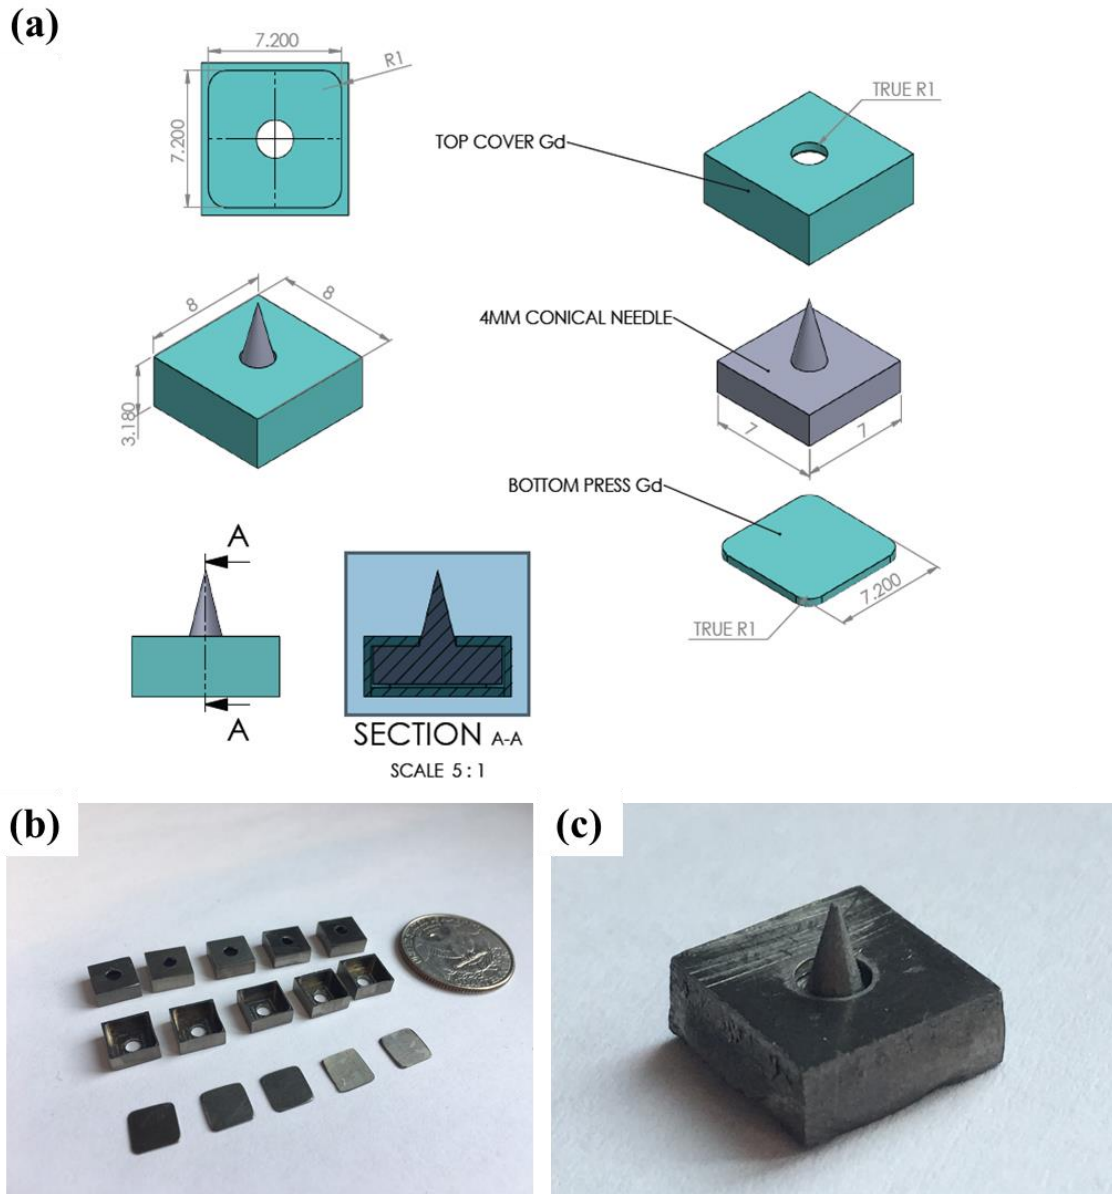 (a)
7.200
R1
7.200
TRUE R1
TOP COVER Gd
8
8
3.180
4MM CONICAL NEEDLE
7
7
BOTTOM PRESS Gd
7.200
TRUE R1
A
A
SECTION A-A
SCALE 5 : 1
(b)
(c)